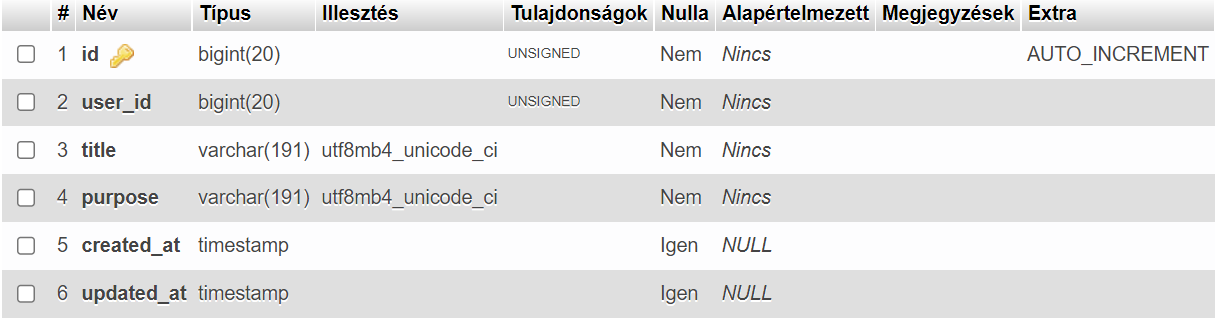 # Név Típus Illesztés Tulajdonságok Nulla Alapértelmezett Megjegyzések Extra
1 id bigint(20) UNSIGNED Nem Nincs AUTO_INCREMENT
2 user_id bigint(20) UNSIGNED Nem Nincs
3 title varchar(191) utf8mb4_unicode_ci Nem Nincs
4 purpose varchar(191) utf8mb4_unicode_ci Nem Nincs
5 created_at timestamp Igen NULL
6 updated_at timestamp Igen NULL